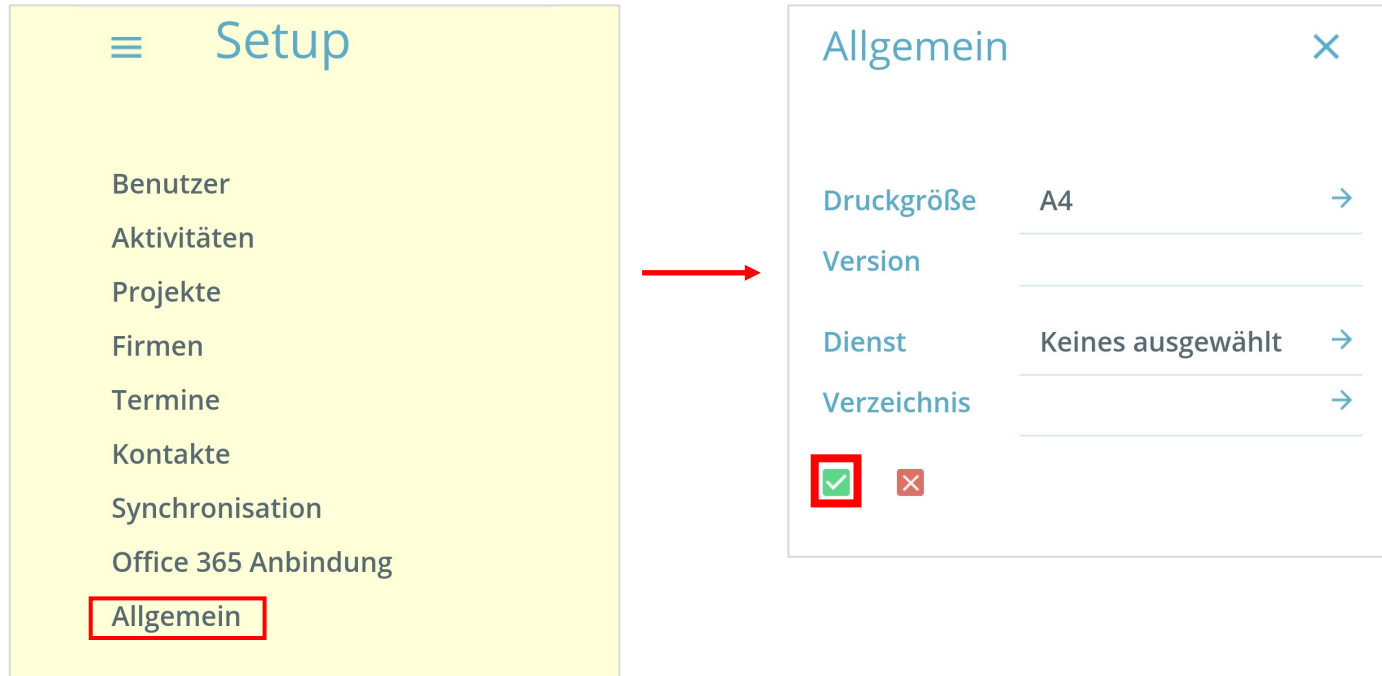 Setup
Benutzer
Aktivitäten
Projekte
Firmen
Termine
Kontakte
Synchronisation
Office 365 Anbindung
Allgemein
Allgemein
Druckgröße A4
Version
Dienst Keines ausgewählt
Verzeichnis